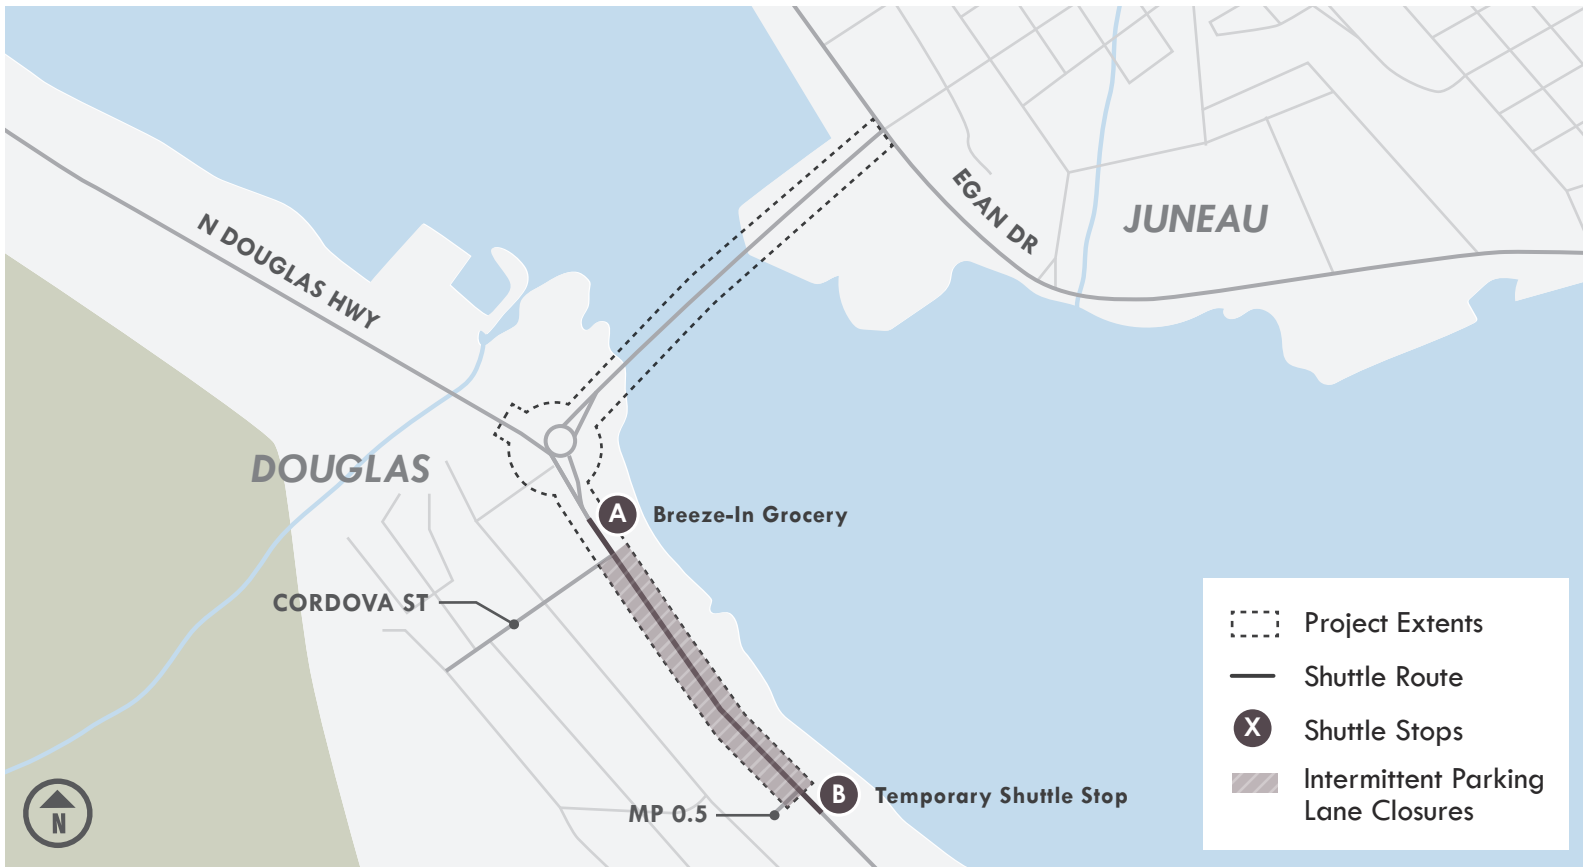 EGAN DR
JUNEAU
N DOUGLAS HWY
DOUGLAS
A Breeze-In Grocery
CORDOVA ST
MP 0.5
B Temporary Shuttle Stop
N
Project Extents
Shuttle Route
X Shuttle Stops
Intermittent Parking
Lane Closures